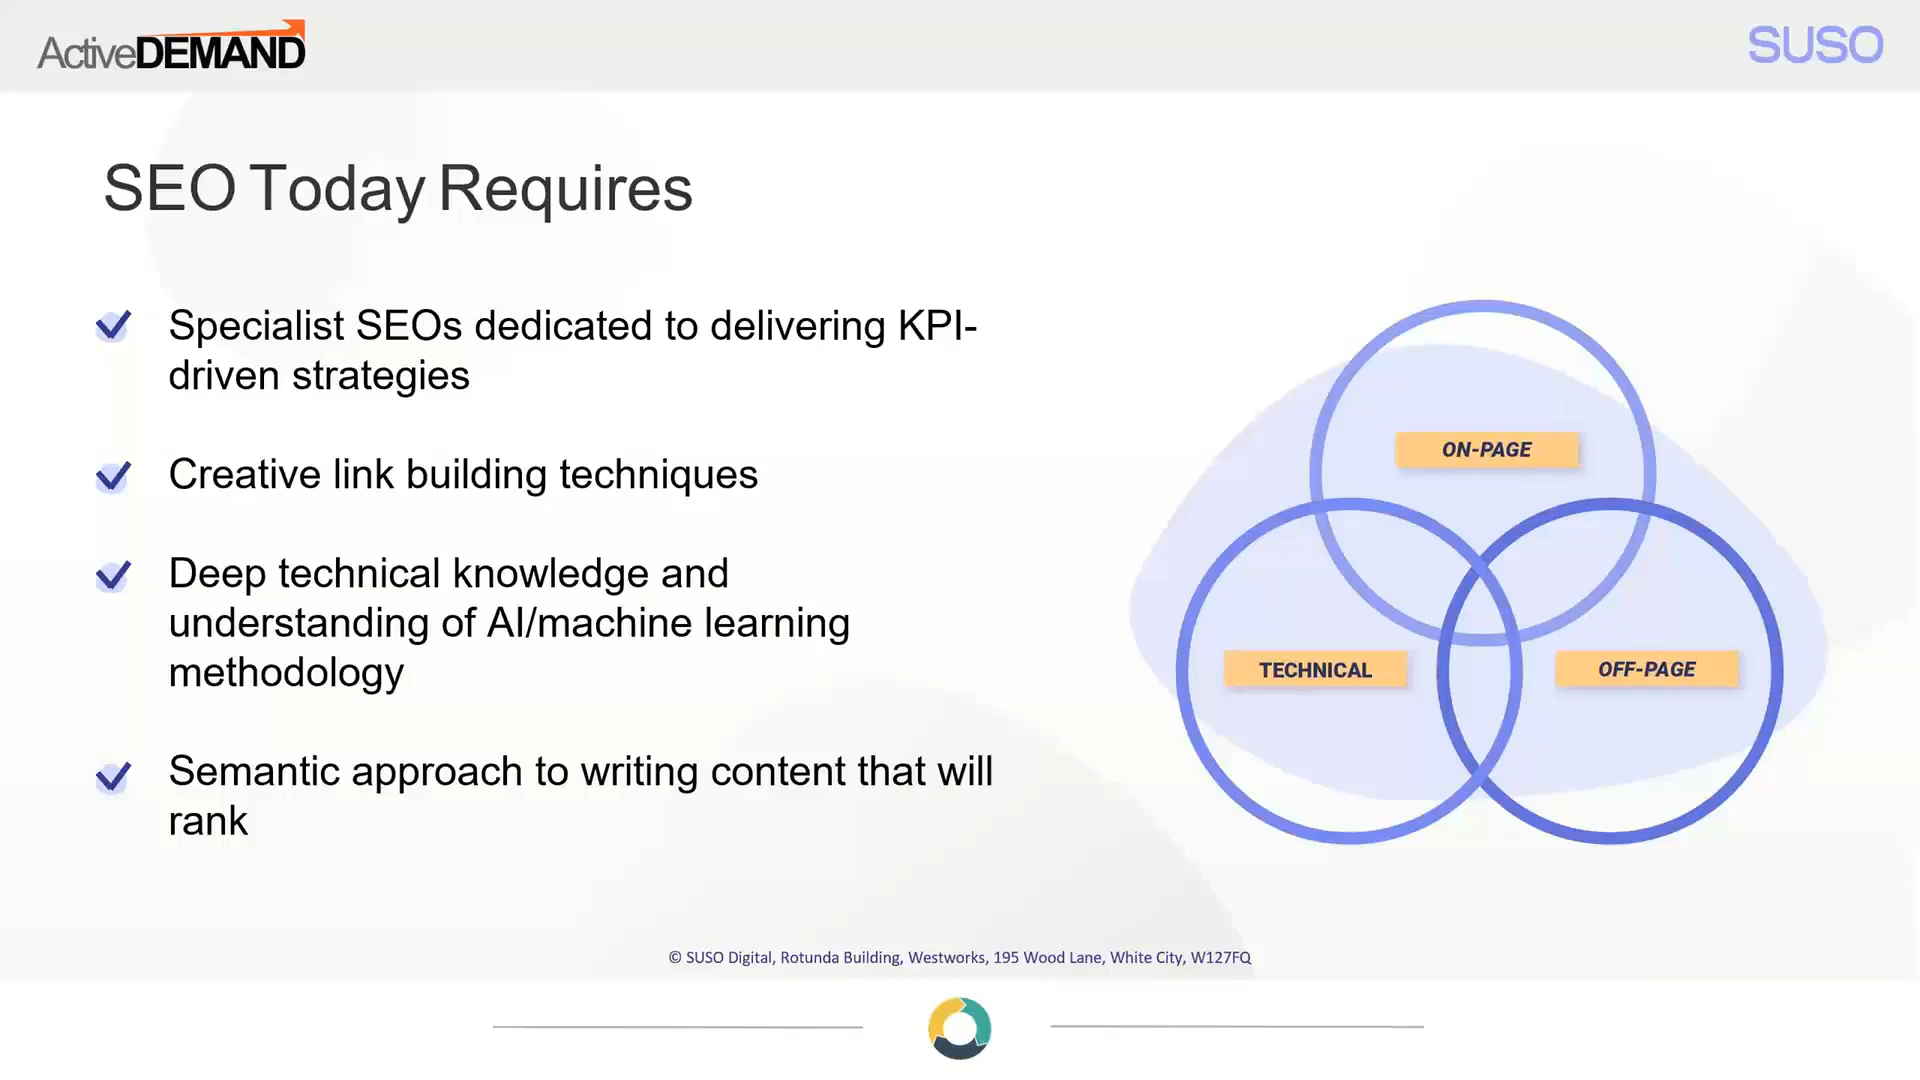 ActiveDEMAND
SUSO
SEO Today Requires
Specialist SEOs dedicated to delivering KPI-
driven strategies
Creative link building techniques
Deep technical knowledge and
understanding of AI/machine learning
methodology
Semantic approach to writing content that will
rank
ON-PAGE
TECHNICAL
OFF-PAGE
© SUSO Digital, Rotunda Building, Westworks, 195 Wood Lane, White City, W127FQ